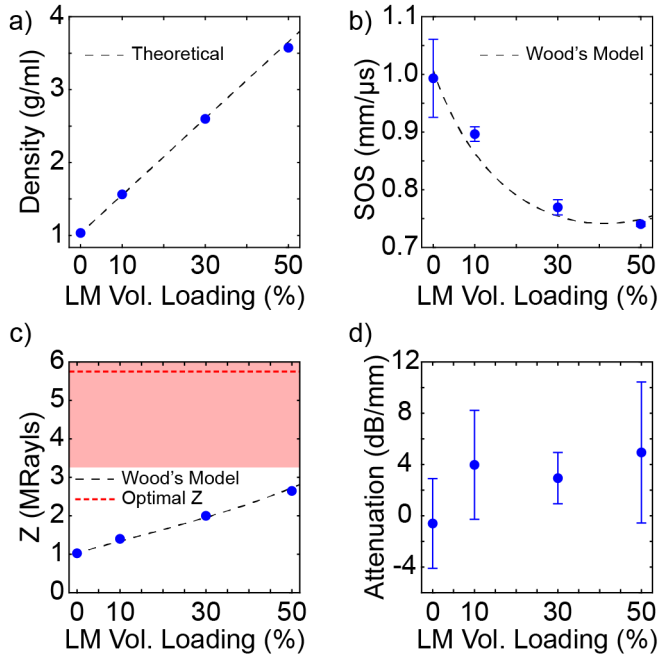 a)
4
3
2
1
Density (g/ml)
Theoretical
0 10 30 50
LM Vol. Loading (%)
b)
1.0
0.9
0.8
0.7
SOS (mm/µs)
Wood's Model
0 10 30 50
LM Vol. Loading (%)
c)
6
5
4
3
2
1
0
Z (MRayls)
Wood's Model
Optimal Z
0 10 30 50
LM Vol. Loading (%)
d)
12
8
4
0
-4
Attenuation (dB/mm)
0 10 30 50
LM Vol. Loading (%)